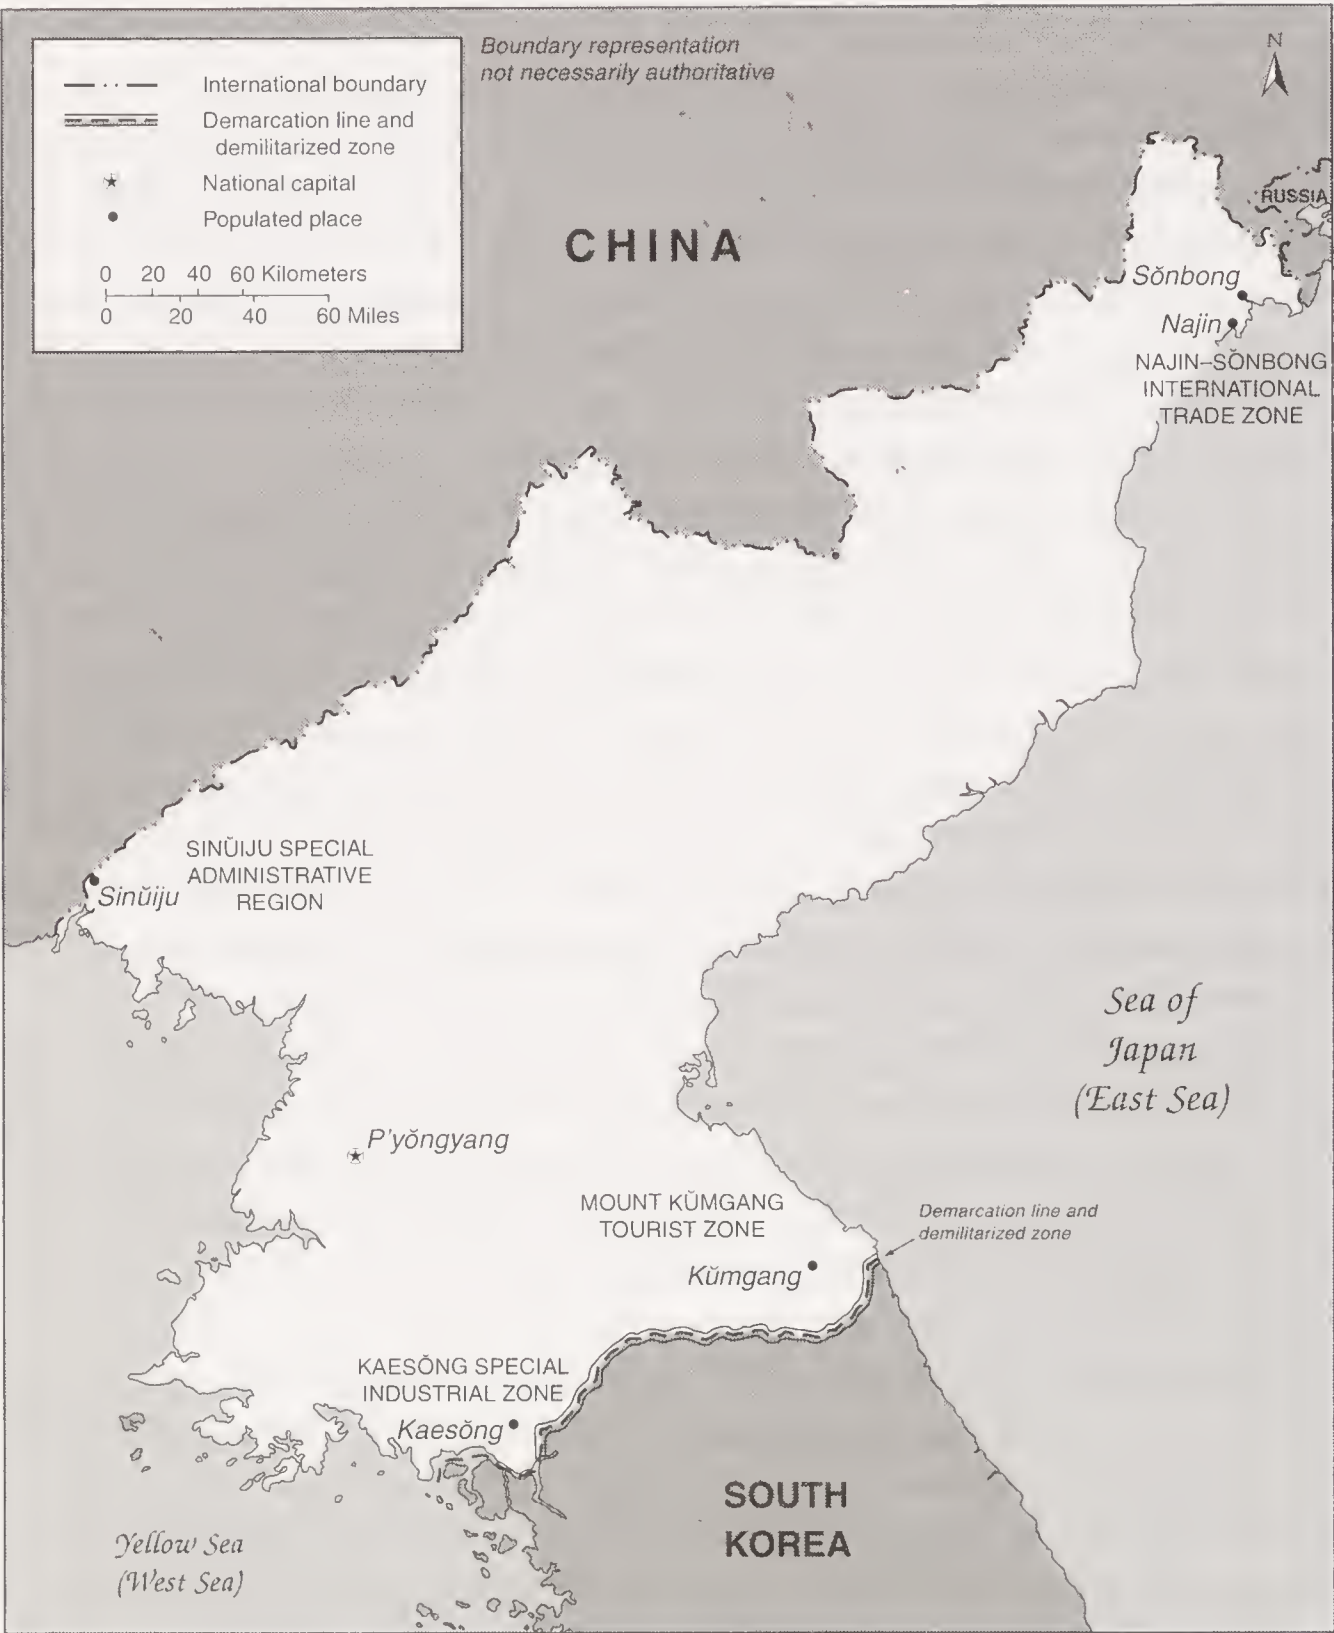 Boundary representation
not necessarily authoritative
International boundary
Demarcation line and
demilitarized zone
National capital
Populated place
0 20 40 60 Kilometers
0 20 40 60 Miles
N
CHINA
RUSSIA
Sŏnbong
Najin
NAJIN–SŎNBONG
INTERNATIONAL
TRADE ZONE
SINŬIJU SPECIAL
ADMINISTRATIVE
REGION
Sinŭiju
Sea of
Japan
(East Sea)
P'yŏngyang
MOUNT KŬMGANG
TOURIST ZONE
Kŭmgang
Demarcation line and
demilitarized zone
KAESŎNG SPECIAL
INDUSTRIAL ZONE
Kaesŏng
SOUTH
KOREA
Yellow Sea
(West Sea)